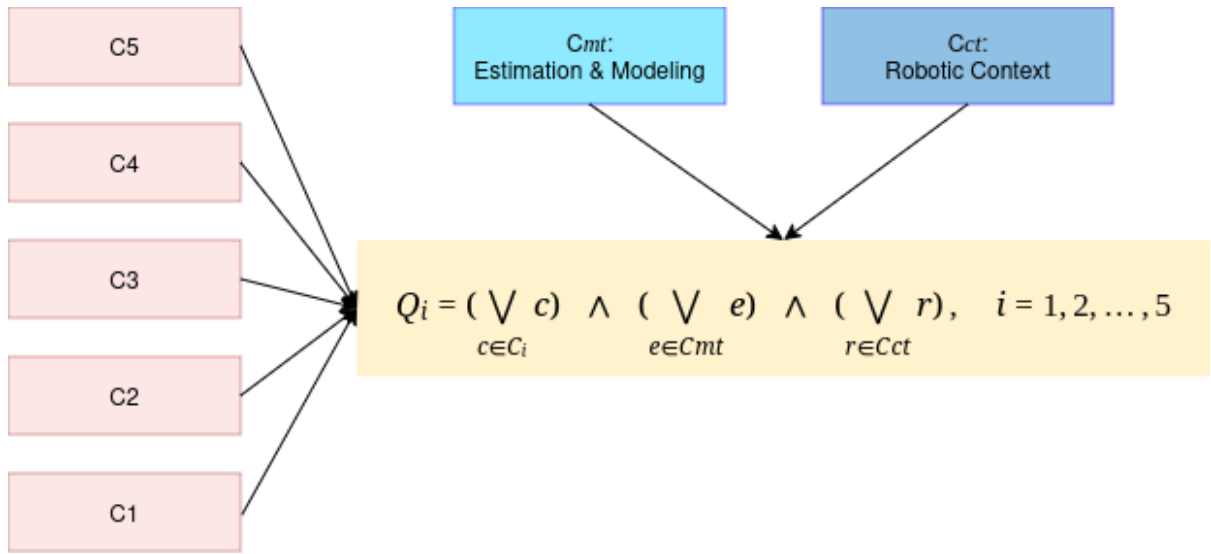 C5
Cmt:
Estimation & Modeling
Cct:
Robotic Context
C4
C3
Qᵢ = ( ⋁ c) ∧ ( ⋁ e) ∧ ( ⋁ r), i = 1, 2, …, 5
c∈Cᵢ e∈Cmt r∈Cct
C2
C1